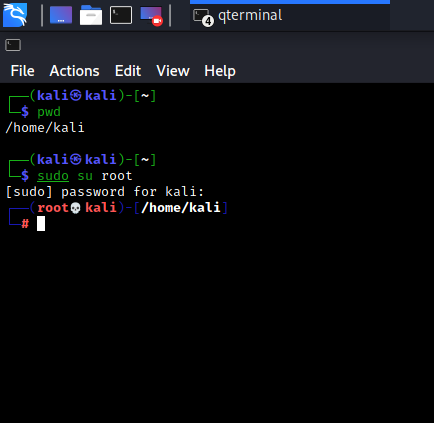 4 qterminal
File Actions Edit View Help
┌──(kali㉿kali)-[~]
└─$ pwd
/home/kali
┌──(kali㉿kali)-[~]
└─$ sudo su root
[sudo] password for kali:
┌──(root💀kali)-[/home/kali]
└─#